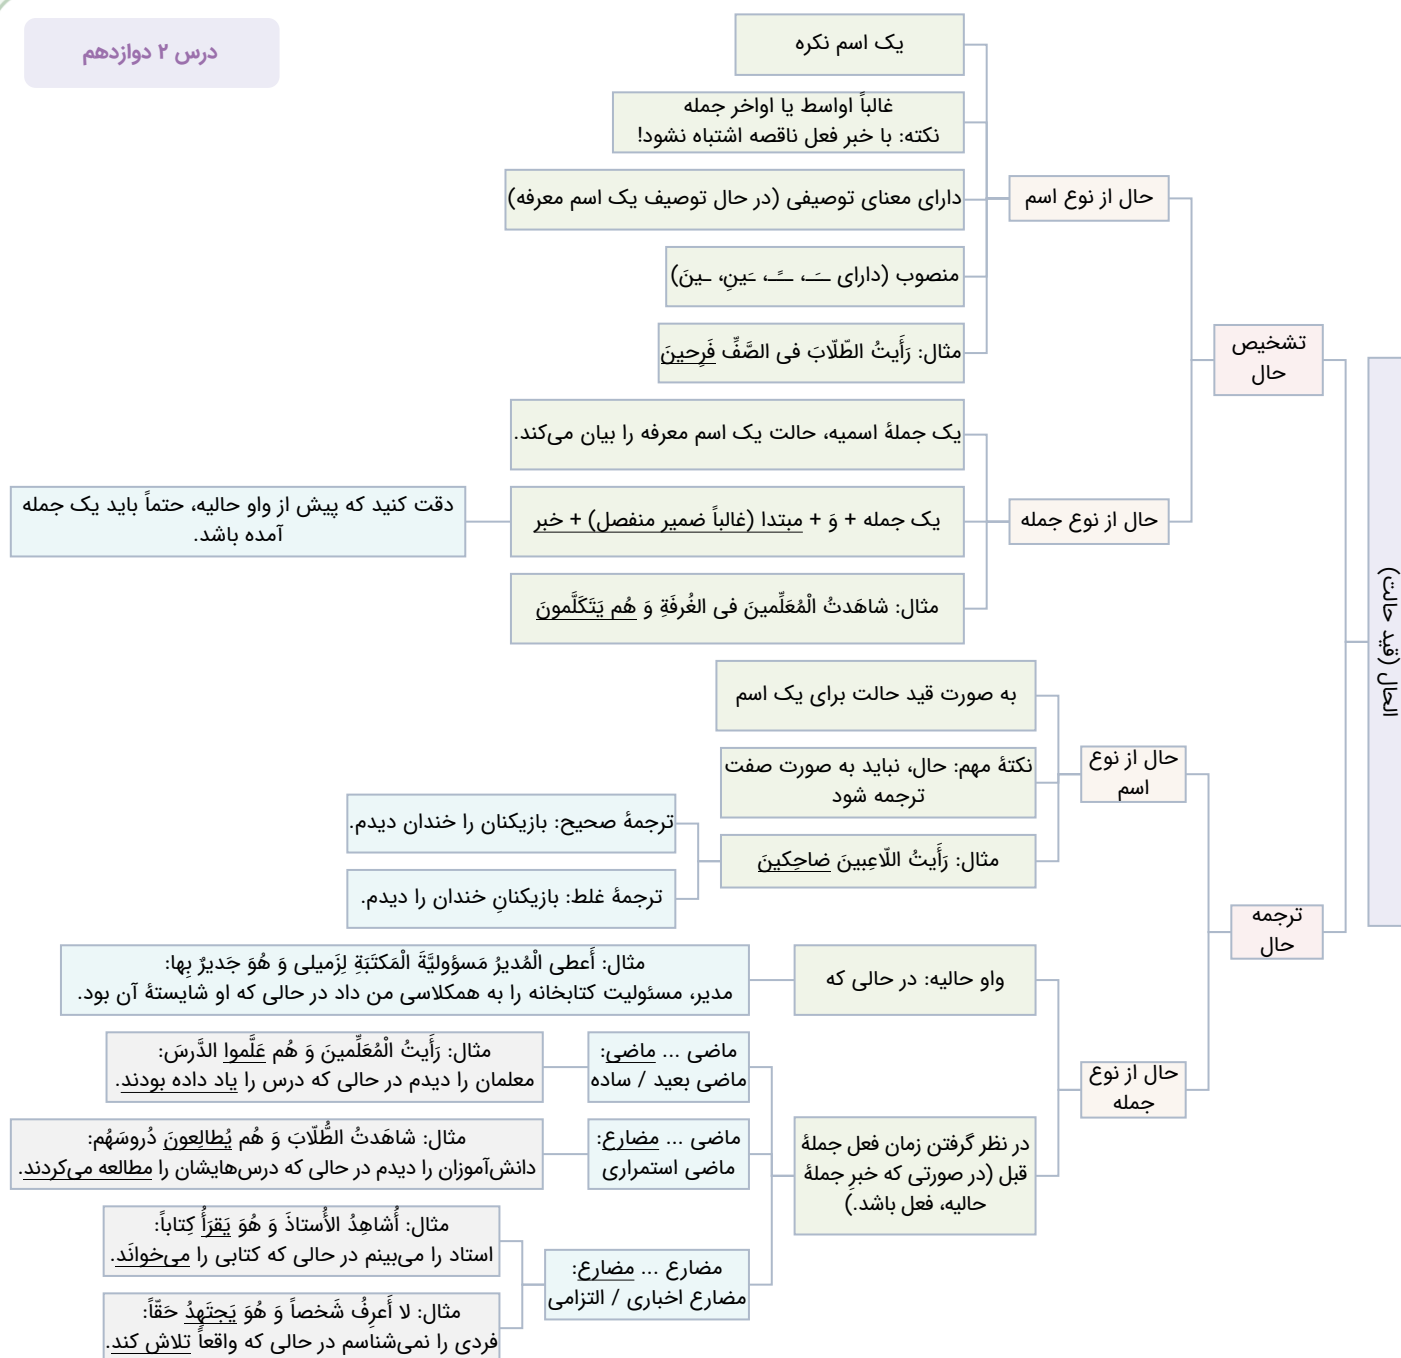 درس ۲ دوازدهم
الحال (قید حالت)
تشخیص
حال
حال از نوع اسم
یک اسم نکره
غالباً اواسط یا اواخر جمله
نکته: با خبر فعل ناقصه اشتباه نشود!
دارای معنای توصیفی (در حال توصیف یک اسم معرفه)
منصوب (دارای ـَـ، ـًـ، ـَینِ، ـینَ)
مثال: رَأَیتُ الطّلّابَ فی الصَّفِّ فَرِحینَ
حال از نوع جمله
یک جملهٔ اسمیه، حالت یک اسم معرفه را بیان می‌کند.
یک جمله + وَ + مبتدا (غالباً ضمیر منفصل) + خبر
دقت کنید که پیش از واو حالیه، حتماً باید یک جمله
آمده باشد.
مثال: شاهَدتُ الْمُعَلِّمینَ فی الغُرفَةِ وَ هُم یَتَکَلَّمونَ
ترجمه
حال
حال از نوع
اسم
به صورت قید حالت برای یک اسم
نکتهٔ مهم: حال، نباید به صورت صفت
ترجمه شود
مثال: رَأَیتُ اللّاعِبینَ ضاحِکینَ
ترجمهٔ صحیح: بازیکنان را خندان دیدم.
ترجمهٔ غلط: بازیکنانِ خندان را دیدم.
حال از نوع
جمله
واو حالیه: در حالی که
مثال: أَعطی الْمُدیرُ مَسؤولیَّةَ الْمَکتَبَةِ لِزَمیلی وَ هُوَ جَدیرٌ بِها:
مدیر، مسئولیت کتابخانه را به همکلاسی من داد در حالی که او شایستهٔ آن بود.
در نظر گرفتن زمان فعل جملهٔ
قبل (در صورتی که خبرِ جملهٔ
حالیه، فعل باشد.)
ماضی ... ماضی:
ماضی بعید / ساده
مثال: رَأَیتُ الْمُعَلِّمینَ وَ هُم عَلَّموا الدَّرسَ:
معلمان را دیدم در حالی که درس را یاد داده بودند.
ماضی ... مضارع:
ماضی استمراری
مثال: شاهَدتُ الطُّلّابَ وَ هُم یُطالِعونَ دُروسَهُم:
دانش‌آموزان را دیدم در حالی که درس‌هایشان را مطالعه می‌کردند.
مضارع ... مضارع:
مضارع اخباری / التزامی
مثال: أُشاهِدُ الأُستاذَ وَ هُوَ یَقرَأُ کِتاباً:
استاد را می‌بینم در حالی که کتابی را می‌خوانَد.
مثال: لا أَعرِفُ شَخصاً وَ هُوَ یَجتَهِدُ حَقّاً:
فردی را نمی‌شناسم در حالی که واقعاً تلاش کند.